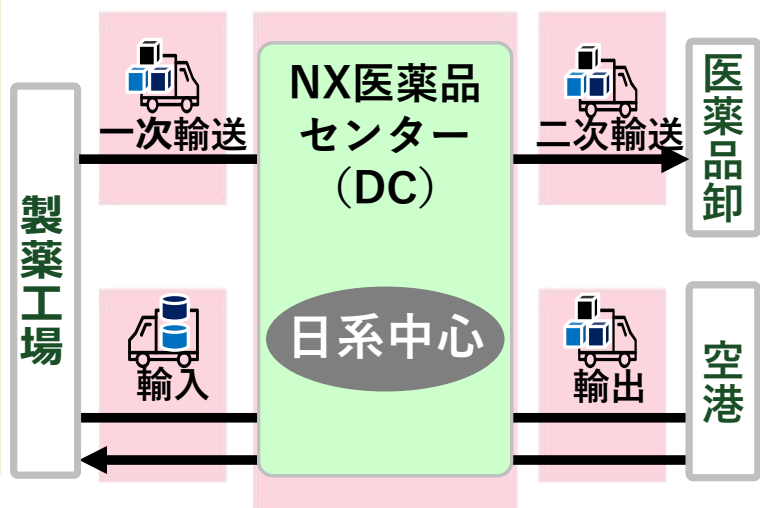 製薬工場
一次輸送
NX医薬品
センター
（DC）
二次輸送
医薬品卸
日系中心
輸入
輸出
空港